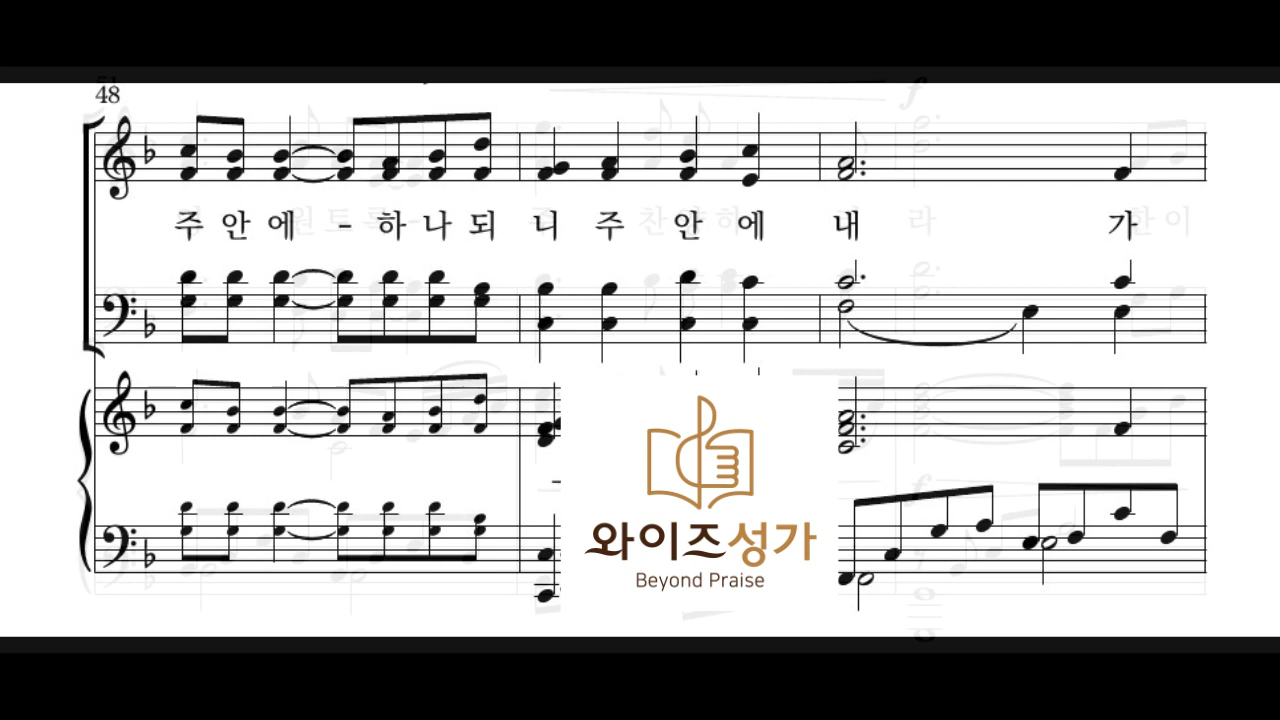 48
주 안 에 - 하 나 되 니 주 안 에 내 가
와이즈성가
Beyond Praise